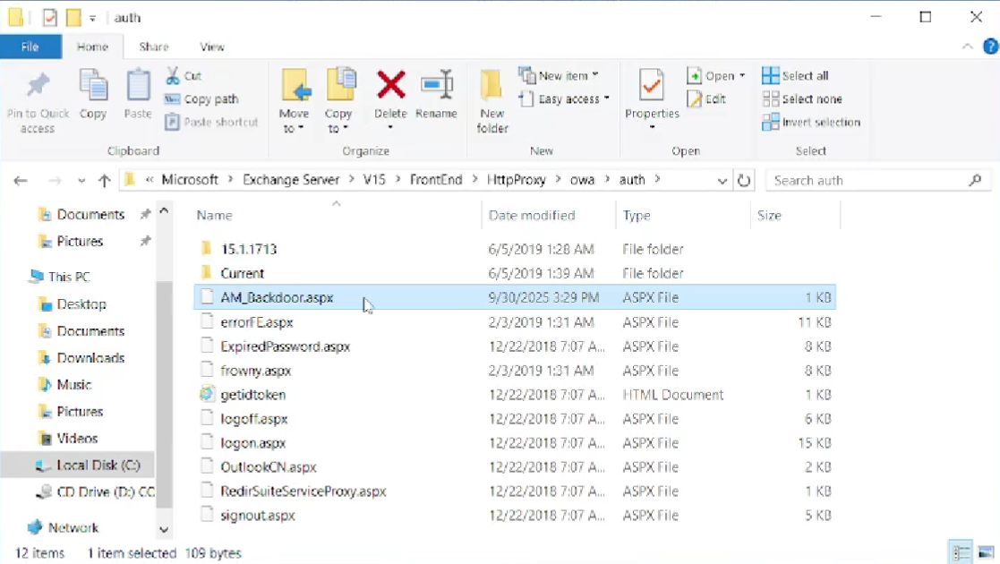 auth
File Home Share View
Pin to Quick access
Copy
Paste
Cut
Copy path
Paste shortcut
Clipboard
Move to
Copy to
Delete
Rename
Organize
New folder
New item
Easy access
New
Properties
Open
Edit
Open
Select all
Select none
Invert selection
Select
« Microsoft > Exchange Server > V15 > FrontEnd > HttpProxy > owa > auth >
Search auth
Documents
Pictures
This PC
Desktop
Documents
Downloads
Music
Pictures
Videos
Local Disk (C:)
CD Drive (D:) CC
Network
Name Date modified Type Size
15.1.1713 6/5/2019 1:28 AM File folder
Current 6/5/2019 1:39 AM File folder
AM_Backdoor.aspx 9/30/2025 3:29 PM ASPX File 1 KB
errorFE.aspx 2/3/2019 1:31 AM ASPX File 11 KB
ExpiredPassword.aspx 12/22/2018 7:07 A... ASPX File 8 KB
frowny.aspx 2/3/2019 1:31 AM ASPX File 8 KB
getidtoken 12/22/2018 7:07 A... HTML Document 1 KB
logoff.aspx 12/22/2018 7:07 A... ASPX File 6 KB
logon.aspx 12/22/2018 7:07 A... ASPX File 15 KB
OutlookCN.aspx 12/22/2018 7:07 A... ASPX File 2 KB
RedirSuiteServiceProxy.aspx 12/22/2018 7:07 A... ASPX File 1 KB
signout.aspx 12/22/2018 7:07 A... ASPX File 5 KB
12 items 1 item selected 109 bytes